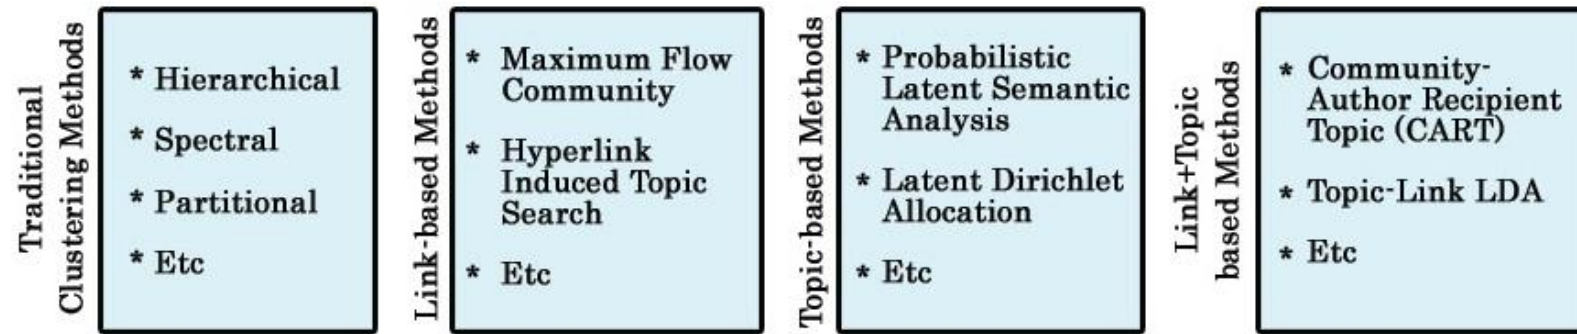 Traditional
Clustering Methods
* Hierarchical
* Spectral
* Partitional
* Etc
Link-based Methods
* Maximum Flow
Community
* Hyperlink
Induced Topic
Search
* Etc
Topic-based Methods
* Probabilistic
Latent Semantic
Analysis
* Latent Dirichlet
Allocation
* Etc
Link+Topic
based Methods
* Community-
Author Recipient
Topic (CART)
* Topic-Link LDA
* Etc